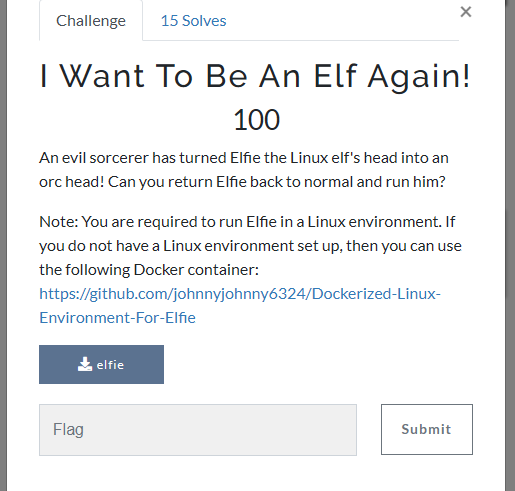 Challenge
15 Solves
×
I Want To Be An Elf Again!
100
An evil sorcerer has turned Elfie the Linux elf's head into an
orc head! Can you return Elfie back to normal and run him?
Note: You are required to run Elfie in a Linux environment. If
you do not have a Linux environment set up, then you can use
the following Docker container:
https://github.com/johnnyjohnny6324/Dockerized-Linux-
Environment-For-Elfie
elfie
Flag
Submit